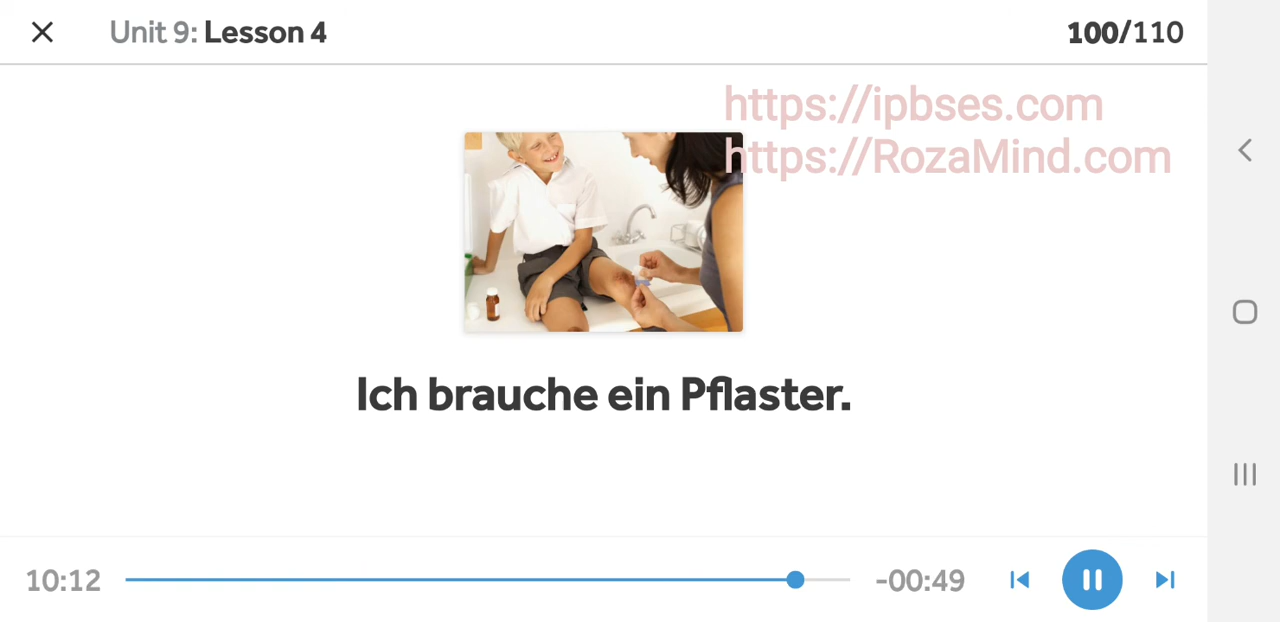 Unit 9: Lesson 4
100/110
https://ipbses.com
https://RozaMind.com
Ich brauche ein Pflaster.
10:12
-00:49